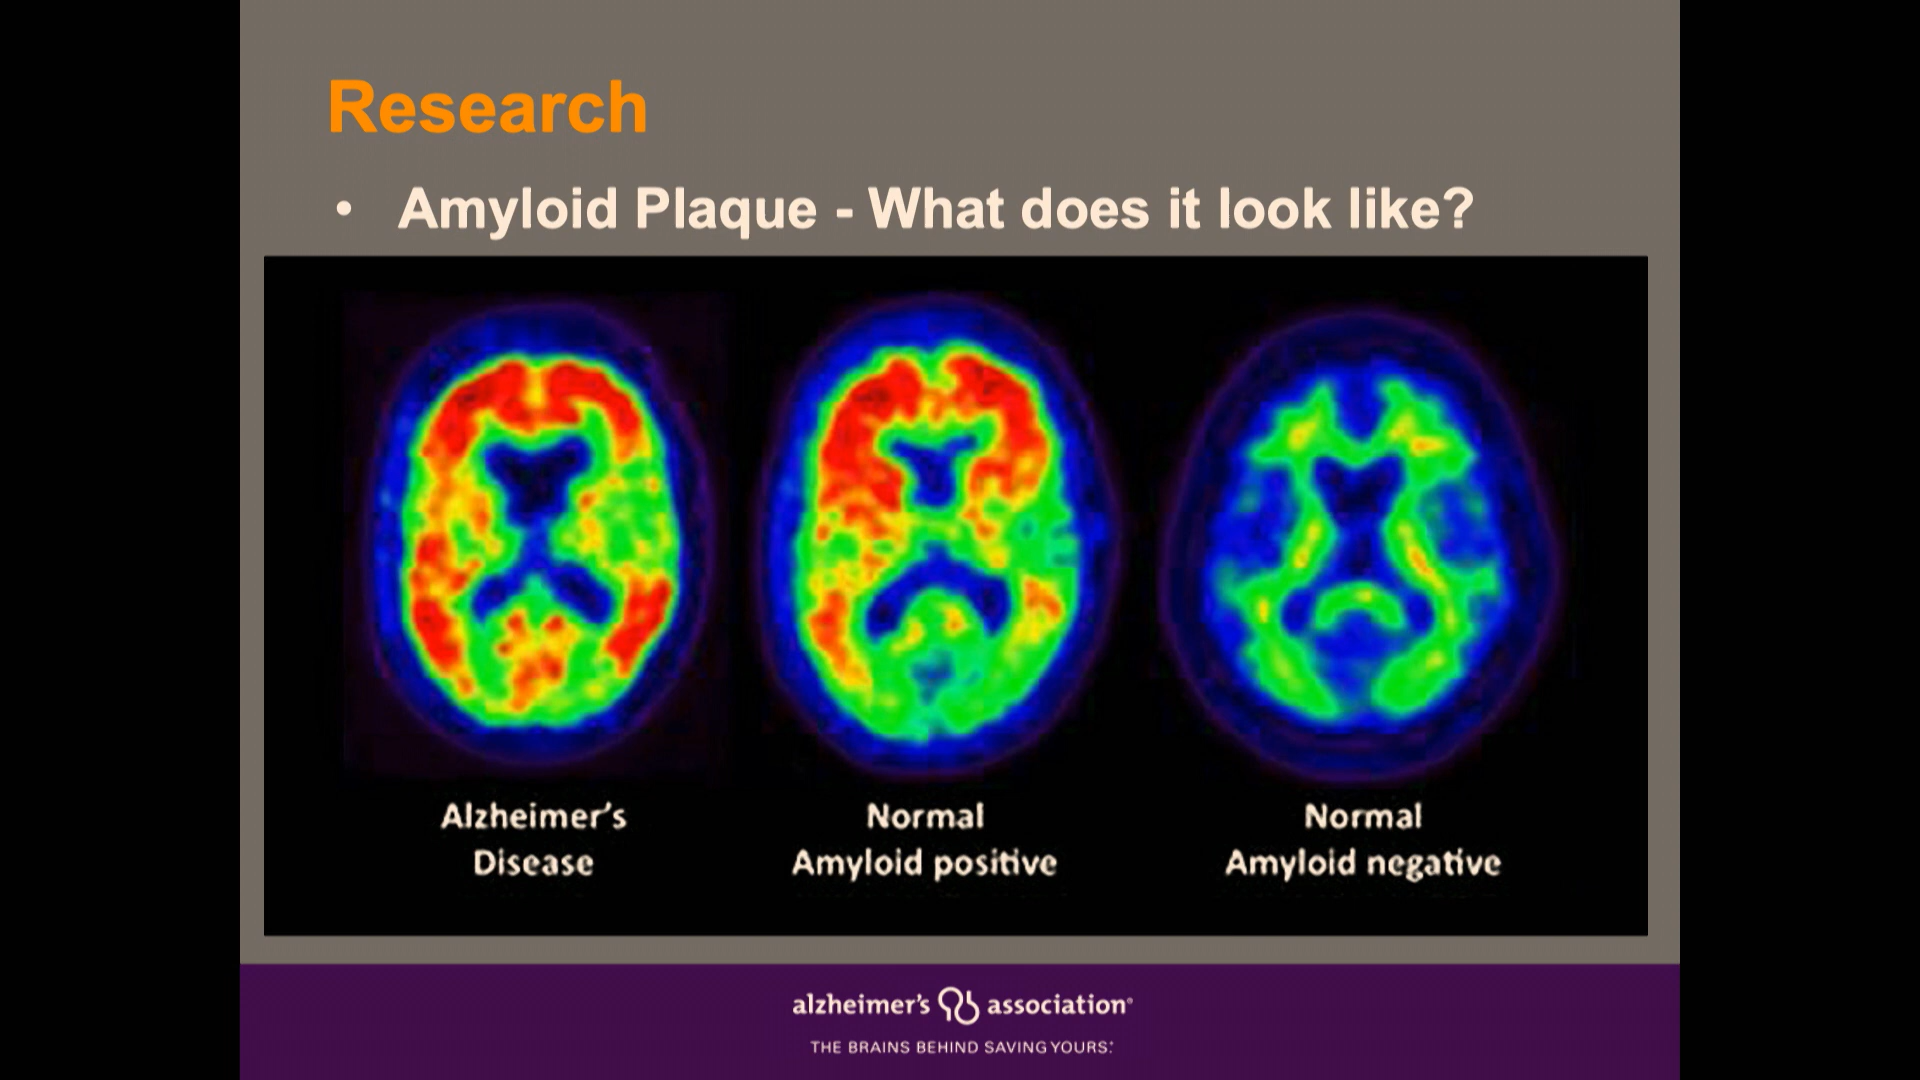 Research
• Amyloid Plaque - What does it look like?
Alzheimer's
Disease
Normal
Amyloid positive
Normal
Amyloid negative
alzheimer's association®
THE BRAINS BEHIND SAVING YOURS: